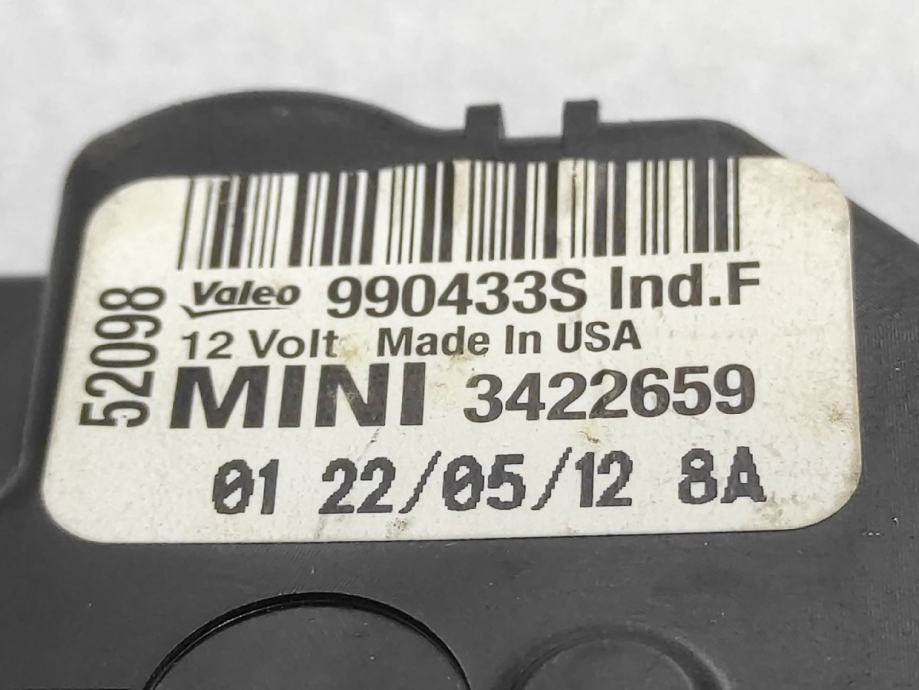 Valeo 990433S Ind.F
12 Volt Made In USA
MINI 3422659
01 22/05/12 8A
52098